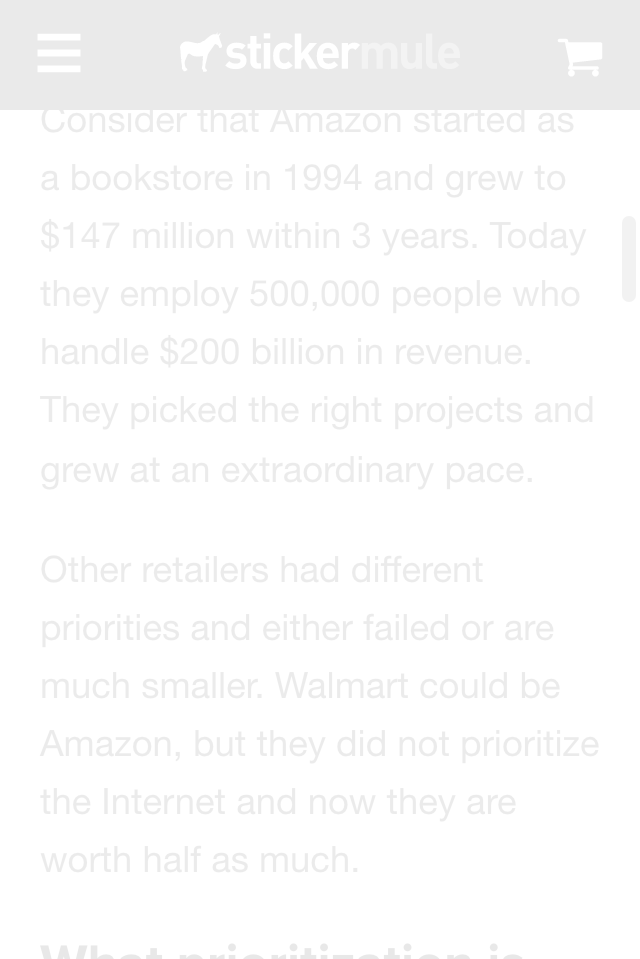 stickermule
Consider that Amazon started as
a bookstore in 1994 and grew to
$147 million within 3 years. Today
they employ 500,000 people who
handle $200 billion in revenue.
They picked the right projects and
grew at an extraordinary pace.
Other retailers had different
priorities and either failed or are
much smaller. Walmart could be
Amazon, but they did not prioritize
the Internet and now they are
worth half as much.
What prioritization is